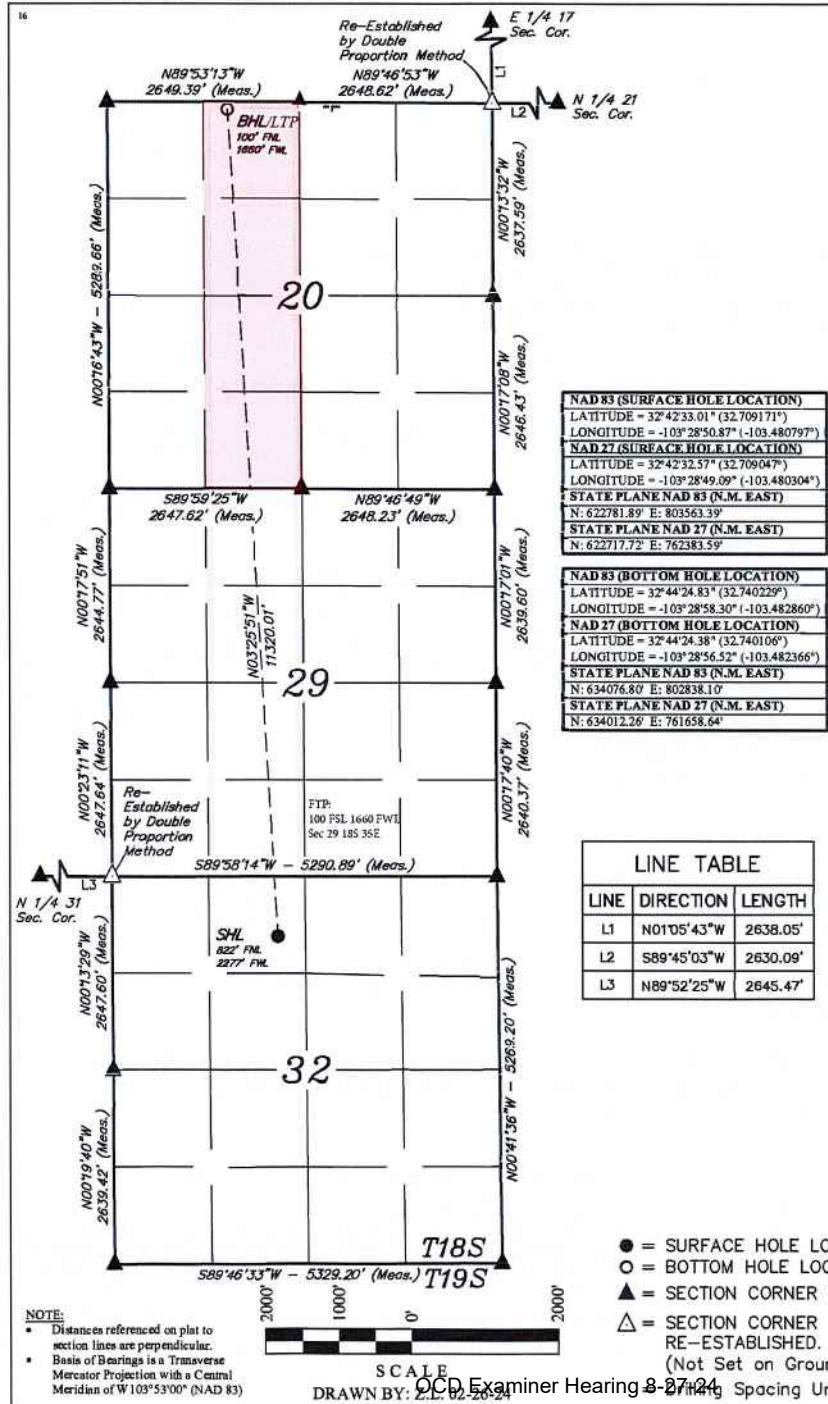 16
Re-Established
by Double
Proportion Method
E 1/4 17
Sec. Cor.
L1
N89°53'13"W
2649.39' (Meas.)
N89°46'53"W
2648.62' (Meas.)
L2
N 1/4 21
Sec. Cor.
BHL/LTP
100' FNL
1660' FWL
N00°13'32"W
2637.59' (Meas.)
N00°16'43"W - 5289.66' (Meas.)
20
N00°17'08"W
2646.43' (Meas.)
S89°59'25"W
2647.62' (Meas.)
N89°46'49"W
2648.23' (Meas.)
NAD 83 (SURFACE HOLE LOCATION)
LATITUDE = 32°42'33.01" (32.709171°)
LONGITUDE = -103°28'50.87" (-103.480797°)
NAD 27 (SURFACE HOLE LOCATION)
LATITUDE = 32°42'32.57" (32.709047°)
LONGITUDE = -103°28'49.09" (-103.480304°)
STATE PLANE NAD 83 (N.M. EAST)
N: 622781.89' E: 803563.39'
STATE PLANE NAD 27 (N.M. EAST)
N: 622717.72' E: 762383.59'
NAD 83 (BOTTOM HOLE LOCATION)
LATITUDE = 32°44'24.83" (32.740229°)
LONGITUDE = -103°28'58.30" (-103.482860°)
NAD 27 (BOTTOM HOLE LOCATION)
LATITUDE = 32°44'24.38" (32.740106°)
LONGITUDE = -103°28'56.52" (-103.482366°)
STATE PLANE NAD 83 (N.M. EAST)
N: 634076.80' E: 802838.10'
STATE PLANE NAD 27 (N.M. EAST)
N: 634012.26' E: 761658.64'
N00°17'51"W
2644.77' (Meas.)
N03°25'51"W
11320.01'
N00°17'01"W
2639.60' (Meas.)
29
N00°23'11"W
2647.64' (Meas.)
Re-
Established
by Double
Proportion
Method
FTP:
100 FSL 1660 FWL
Sec 29 18S 35E
N00°17'40"W
2640.37' (Meas.)
S89°58'14"W - 5290.89' (Meas.)
L3
N 1/4 31
Sec. Cor.
SHL
822' FNL
2277' FWL
LINE TABLE
LINE DIRECTION LENGTH
L1 N01°05'43"W 2638.05'
L2 S89°45'03"W 2630.09'
L3 N89°52'25"W 2645.47'
N00°13'29"W
2647.60' (Meas.)
N00°41'36"W - 5269.20' (Meas.)
32
N00°19'40"W
2639.42' (Meas.)
T18S
S89°46'33"W - 5329.20' (Meas.) T19S
● = SURFACE HOLE LO
○ = BOTTOM HOLE LOC
▲ = SECTION CORNER
△ = SECTION CORNER
RE-ESTABLISHED.
(Not Set on Groun
= Drilling Spacing Un
NOTE:
• Distances referenced on plat to
section lines are perpendicular.
• Basis of Bearings is a Transverse
Mercator Projection with a Central
Meridian of W103°53'00" (NAD 83)
2000' 1000' 0' 2000'
SCALE
DRAWN BY: Z.L. 02-26-24
OCD Examiner Hearing 8-27-24